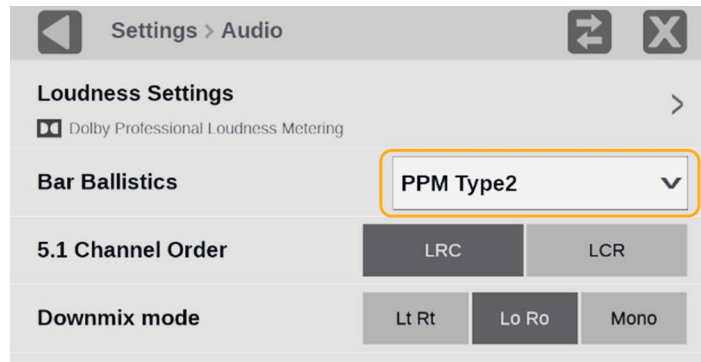 Settings > Audio
Loudness Settings
Dolby Professional Loudness Metering
Bar Ballistics PPM Type2
5.1 Channel Order LRC LCR
Downmix mode Lt Rt Lo Ro Mono